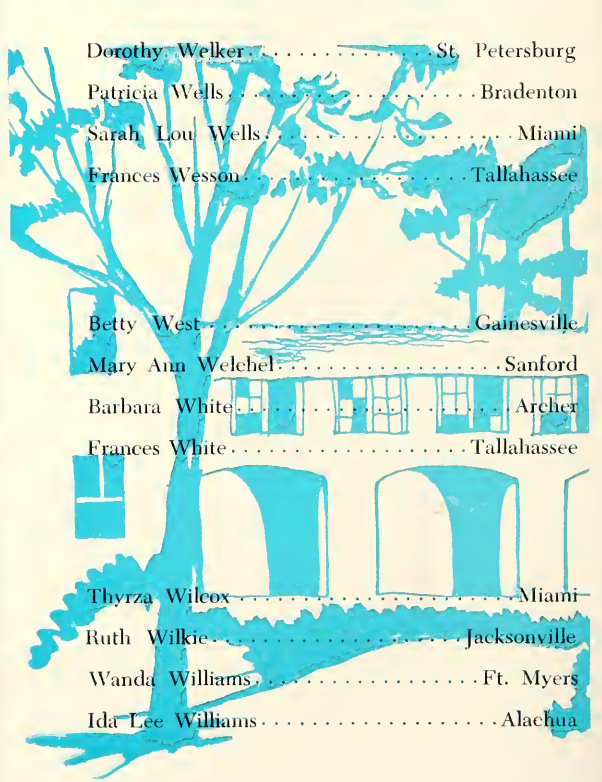 Dorothy Welker . . . . . . . . . . . . . . . . . St. Petersburg
Patricia Wells . . . . . . . . . . . . . . . . . . . . . Bradenton
Sarah Lou Wells . . . . . . . . . . . . . . . . . . . . . Miami
Frances Wesson . . . . . . . . . . . . . . . . . . . Tallahassee
Betty West . . . . . . . . . . . . . . . . . . . . . . Gainesville
Mary Ann Welchel . . . . . . . . . . . . . . . . . . . Sanford
Barbara White . . . . . . . . . . . . . . . . . . . . . . Archer
Frances White . . . . . . . . . . . . . . . . . . . Tallahassee
Thyrza Wilcox . . . . . . . . . . . . . . . . . . . . . . . Miami
Ruth Wilkie . . . . . . . . . . . . . . . . . . . . Jacksonville
Wanda Williams . . . . . . . . . . . . . . . . . . Ft. Myers
Ida Lee Williams . . . . . . . . . . . . . . . . . . . Alachua